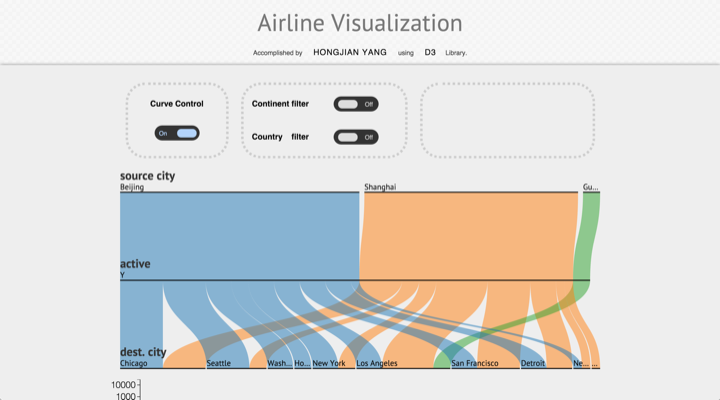 Airline Visualization
Accomplished by HONGJIAN YANG using D3 Library.
Curve Control
On
Continent filter Off
Country filter Off
source city
Beijing Shanghai Gu...
active
Y
dest. city
Chicago Seattle Wash... Ho... New York Los Angeles San Francisco Detroit Ne... ...
10000
1000